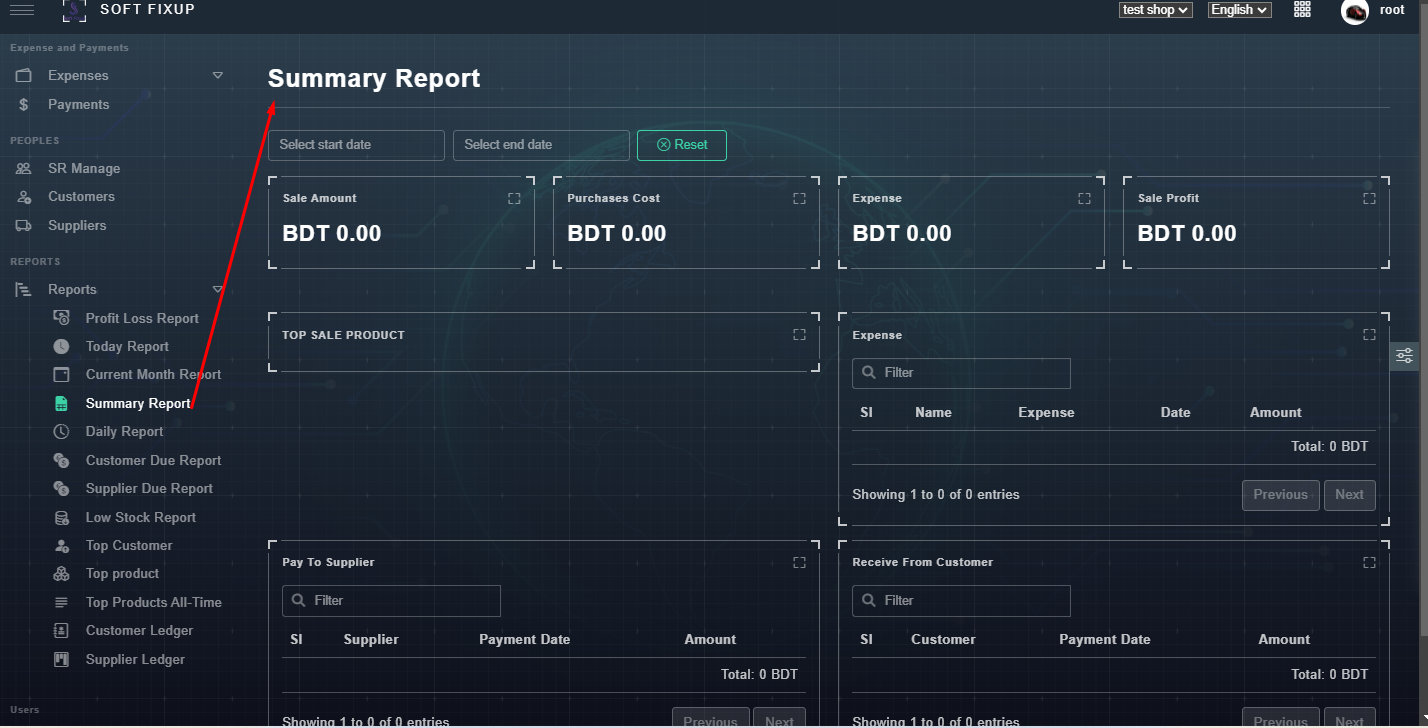 SOFT FIXUP
test shop
English
root
Expense and Payments
Expenses
Payments
PEOPLES
SR Manage
Customers
Suppliers
REPORTS
Reports
Profit Loss Report
Today Report
Current Month Report
Summary Report
Daily Report
Customer Due Report
Supplier Due Report
Low Stock Report
Top Customer
Top product
Top Products All-Time
Customer Ledger
Supplier Ledger
Users
Summary Report
Select start date
Select end date
Reset
Sale Amount
BDT 0.00
Purchases Cost
BDT 0.00
Expense
BDT 0.00
Sale Profit
BDT 0.00
TOP SALE PRODUCT
Expense
Filter
SI Name Expense Date Amount
Total: 0 BDT
Showing 1 to 0 of 0 entries
Previous Next
Pay To Supplier
Filter
SI Supplier Payment Date Amount
Total: 0 BDT
Showing 1 to 0 of 0 entries
Previous Next
Receive From Customer
Filter
SI Customer Payment Date Amount
Total: 0 BDT
Showing 1 to 0 of 0 entries
Previous Next